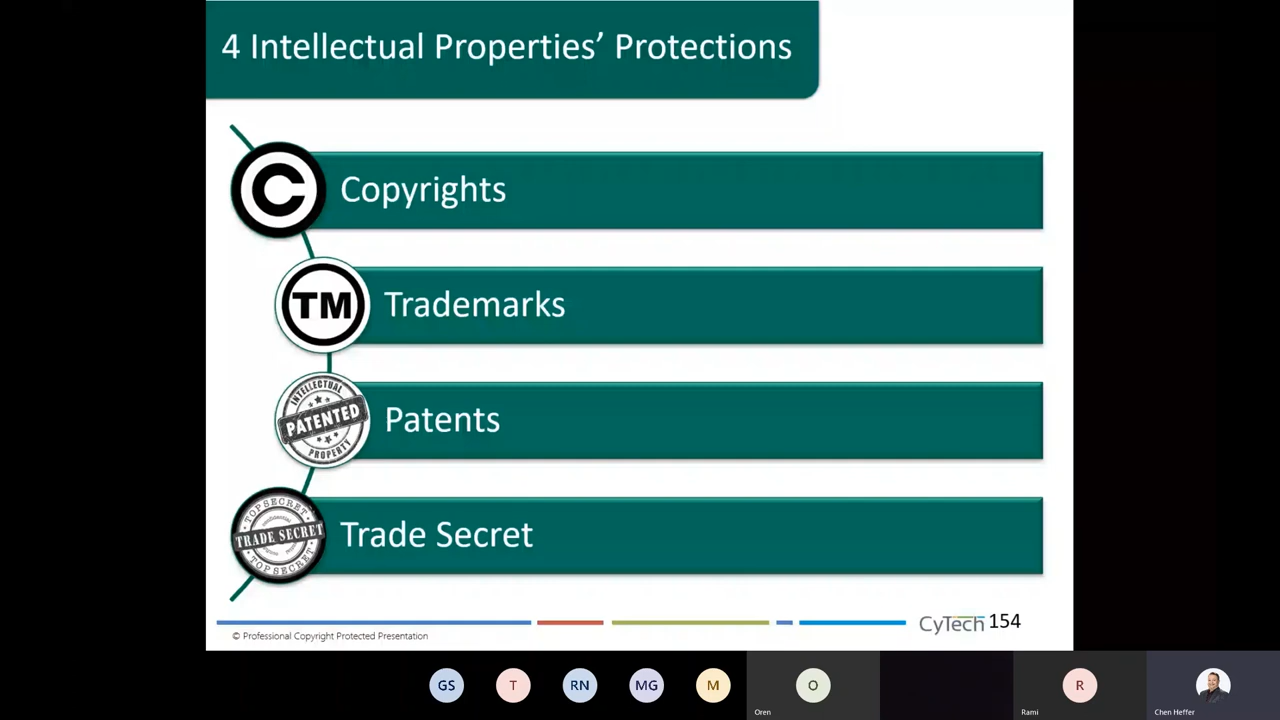 4 Intellectual Properties’ Protections
C
Copyrights
TM
Trademarks
INTELLECTUAL
PATENTED
PROPERTY
Patents
TOP SECRET
TRADE SECRET
TOP SECRET
Trade Secret
© Professional Copyright Protected Presentation
CyTech 154
GS T RN MG M O R
Oren Rami Chen Heffer